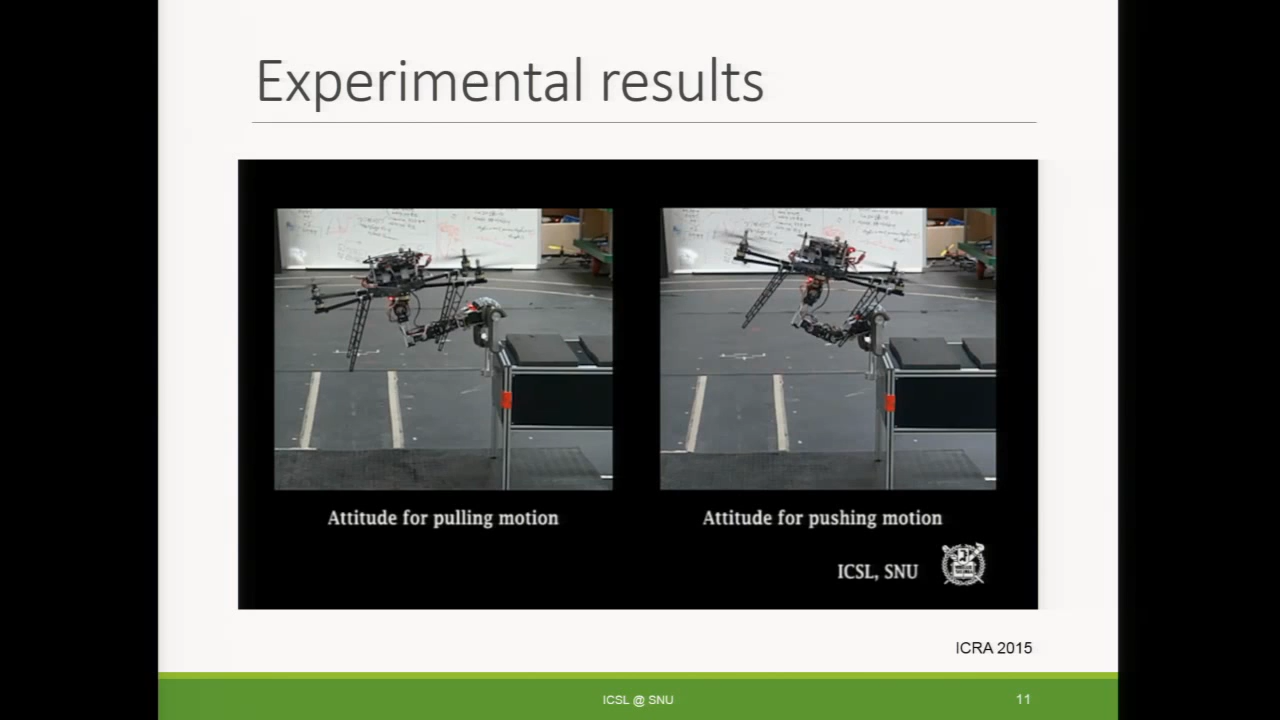 Experimental results
Attitude for pulling motion
Attitude for pushing motion
ICSL, SNU
ICRA 2015
ICSL @ SNU
11